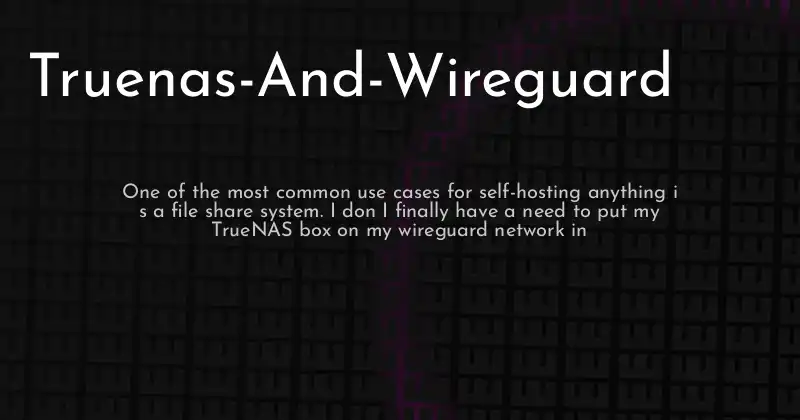 Truenas-And-Wireguard
One of the most common use cases for self-hosting anything i
s a file share system. I don I finally have a need to put my
TrueNAS box on my wireguard network in